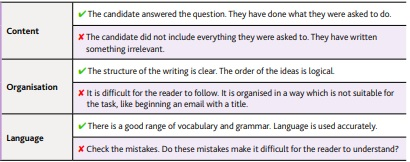 Content
✔ The candidate answered the question. They have done what they were asked to do.
✘ The candidate did not include everything they were asked to. They have written
something irrelevant.
Organisation
✔ The structure of the writing is clear. The order of the ideas is logical.
✘ It is difficult for the reader to follow. It is organised in a way which is not suitable for
the task, like beginning an email with a title.
Language
✔ There is a good range of vocabulary and grammar. Language is used accurately.
✘ Check the mistakes. Do these mistakes make it difficult for the reader to understand?